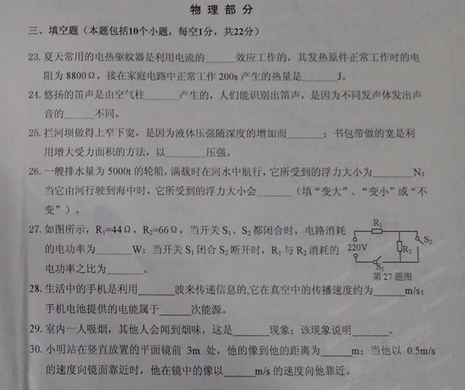 物 理 部 分
三、填空题（本题包括10个小题，每空1分，共22分）
23. 夏天常用的电热驱蚊器是利用电流的______效应工作的，其发热原件正常工作时的电
阻为 8800Ω，接在家庭电路中正常工作 200s 产生的热量是______J。
24. 悠扬的笛声是由空气柱______产生的，人们能识别出笛声，是因为不同发声体发出声
音的______不同。
25. 拦河坝做得上窄下宽，是因为液体压强随深度的增加而______；书包带做的宽是利
用增大受力面积的方法，以______压强。
26. 一艘排水量为 5000t 的轮船，满载时在河水中航行，它所受到的浮力大小为______N；
当它由河行驶到海中时，它所受到的浮力大小会______（填“变大”、“变小”或“不
变”）。
27. 如图所示，R₁=44Ω，R₂=66Ω，当开关 S₁、S₂ 都闭合时，电路消耗
的电功率为______W；当开关 S₁ 闭合 S₂ 断开时，R₁ 与 R₂ 消耗的
电功率之比为______。
R₁
220V
R₂
S₂
S₁
第 27 题图
28. 生活中的手机是利用______波来传递信息的，它在真空中的传播速度约为______m/s；
手机电池提供的电能属于______次能源。
29. 室内一人吸烟，其他人会闻到烟味，这是______现象；该现象说明______。
30. 小明站在竖直放置的平面镜前 3m 处，他的像到他的距离为______m；当他以 0.5m/s
的速度向镜面靠近时，他在镜中的像以______m/s 的速度向他靠近。